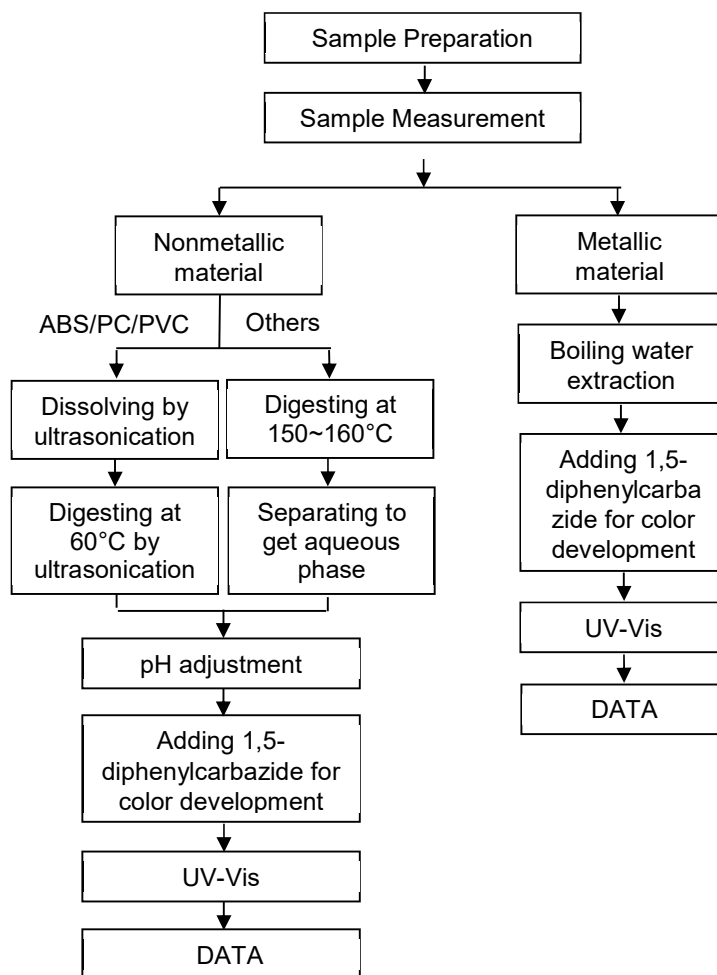 Sample Preparation
Sample Measurement
Nonmetallic
material
Metallic
material
ABS/PC/PVC
Others
Boiling water
extraction
Dissolving by
ultrasonication
Digesting at
150~160°C
Adding 1,5-
diphenylcarba
zide for color
development
Digesting at
60°C by
ultrasonication
Separating to
get aqueous
phase
UV-Vis
pH adjustment
DATA
Adding 1,5-
diphenylcarbazide for
color development
UV-Vis
DATA